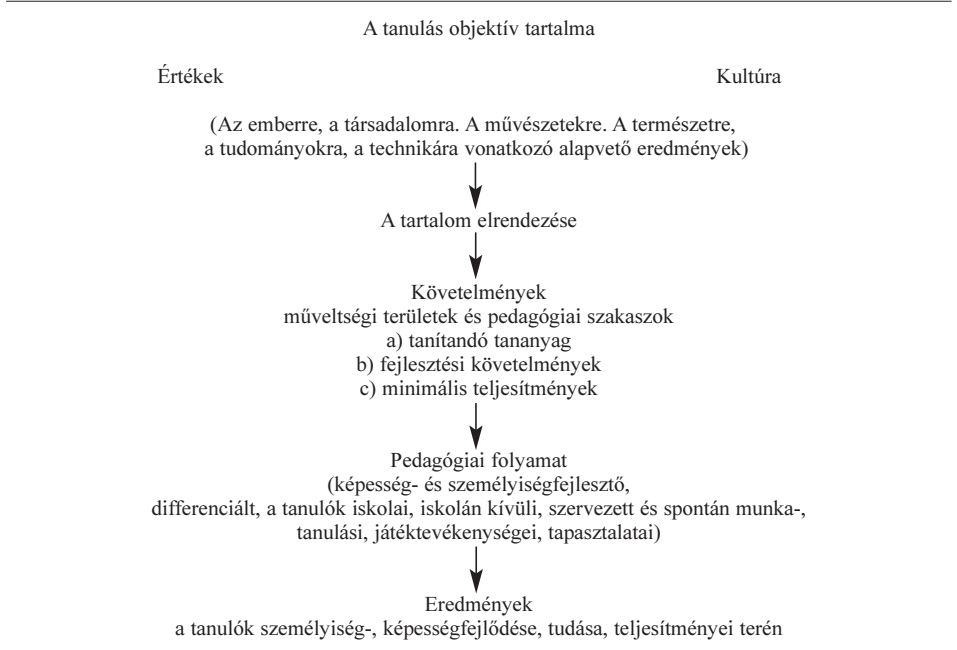 A tanulás objektív tartalma
Értékek Kultúra
(Az emberre, a társadalomra. A művészetekre. A természetre,
a tudományokra, a technikára vonatkozó alapvető eredmények)
A tartalom elrendezése
Követelmények
műveltségi területek és pedagógiai szakaszok
a) tanítandó tananyag
b) fejlesztési követelmények
c) minimális teljesítmények
Pedagógiai folyamat
(képesség- és személyiségfejlesztő,
differenciált, a tanulók iskolai, iskolán kívüli, szervezett és spontán munka-,
tanulási, játéktevékenységei, tapasztalatai)
Eredmények
a tanulók személyiség-, képességfejlődése, tudása, teljesítményei terén